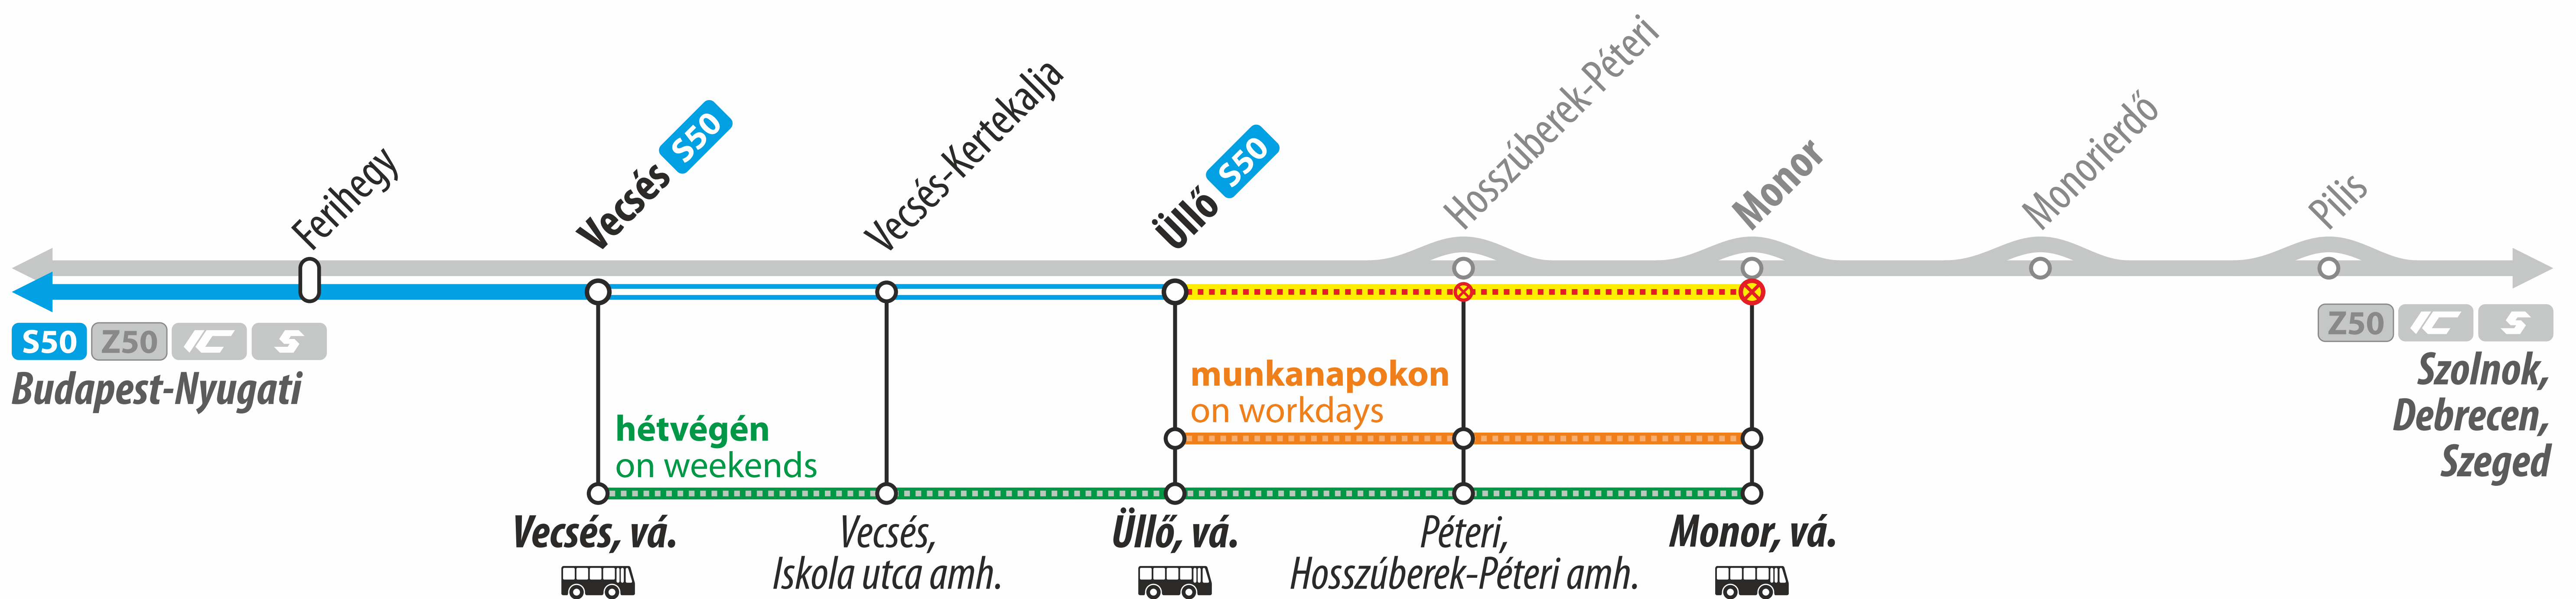 Ferihegy
Vecsés S50
Vecsés-Kertekalja
Üllő S50
Hosszúberek-Péteri
Monor
Monorierdő
Pilis
S50 Z50 IC S
Budapest-Nyugati
Z50 IC S
Szolnok,
Debrecen,
Szeged
munkanapokon
on workdays
hétvégén
on weekends
Vecsés, vá.
Vecsés,
Iskola utca amh.
Üllő, vá.
Péteri,
Hosszúberek-Péteri amh.
Monor, vá.